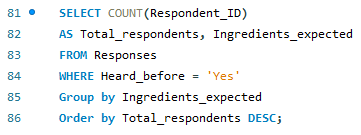 81 SELECT COUNT(Respondent_ID)
82 AS Total_respondents, Ingredients_expected
83 FROM Responses
84 WHERE Heard_before = 'Yes'
85 Group by Ingredients_expected
86 Order by Total_respondents DESC;